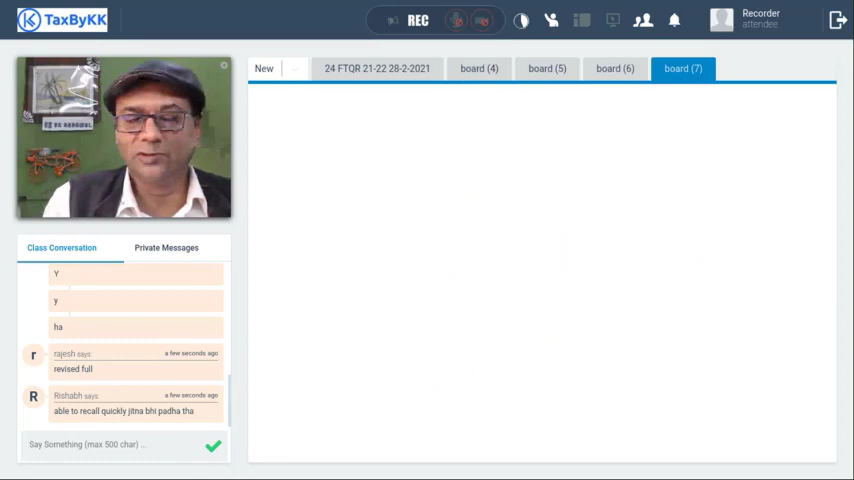 TaxByKK
REC
Recorder
attendee
New
24 FTQR 21-22 28-2-2021
board (4)
board (5)
board (6)
board (7)
KK AGRAWAL
Class Conversation
Private Messages
Y
y
ha
r
rajesh says:
a few seconds ago
revised full
R
Rishabh says:
a few seconds ago
able to recall quickly jitna bhi padha tha
Say Something (max 500 char) ...